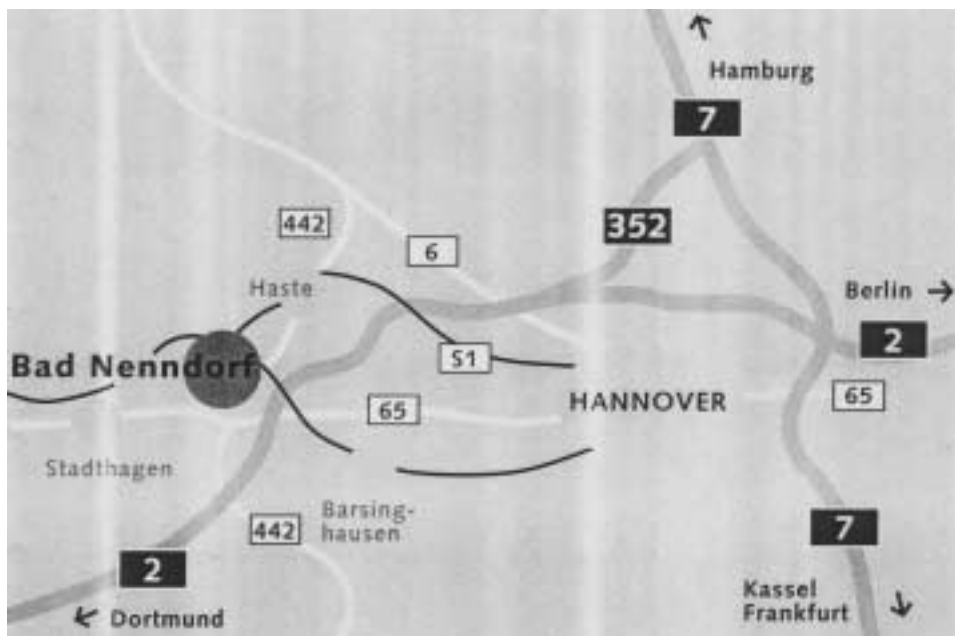 Hamburg
7
442
352
6
Haste
Berlin
2
Bad Nenndorf
S1
65
HANNOVER
65
Stadthagen
442
Barsing-
hausen
7
2
Kassel
Frankfurt
Dortmund